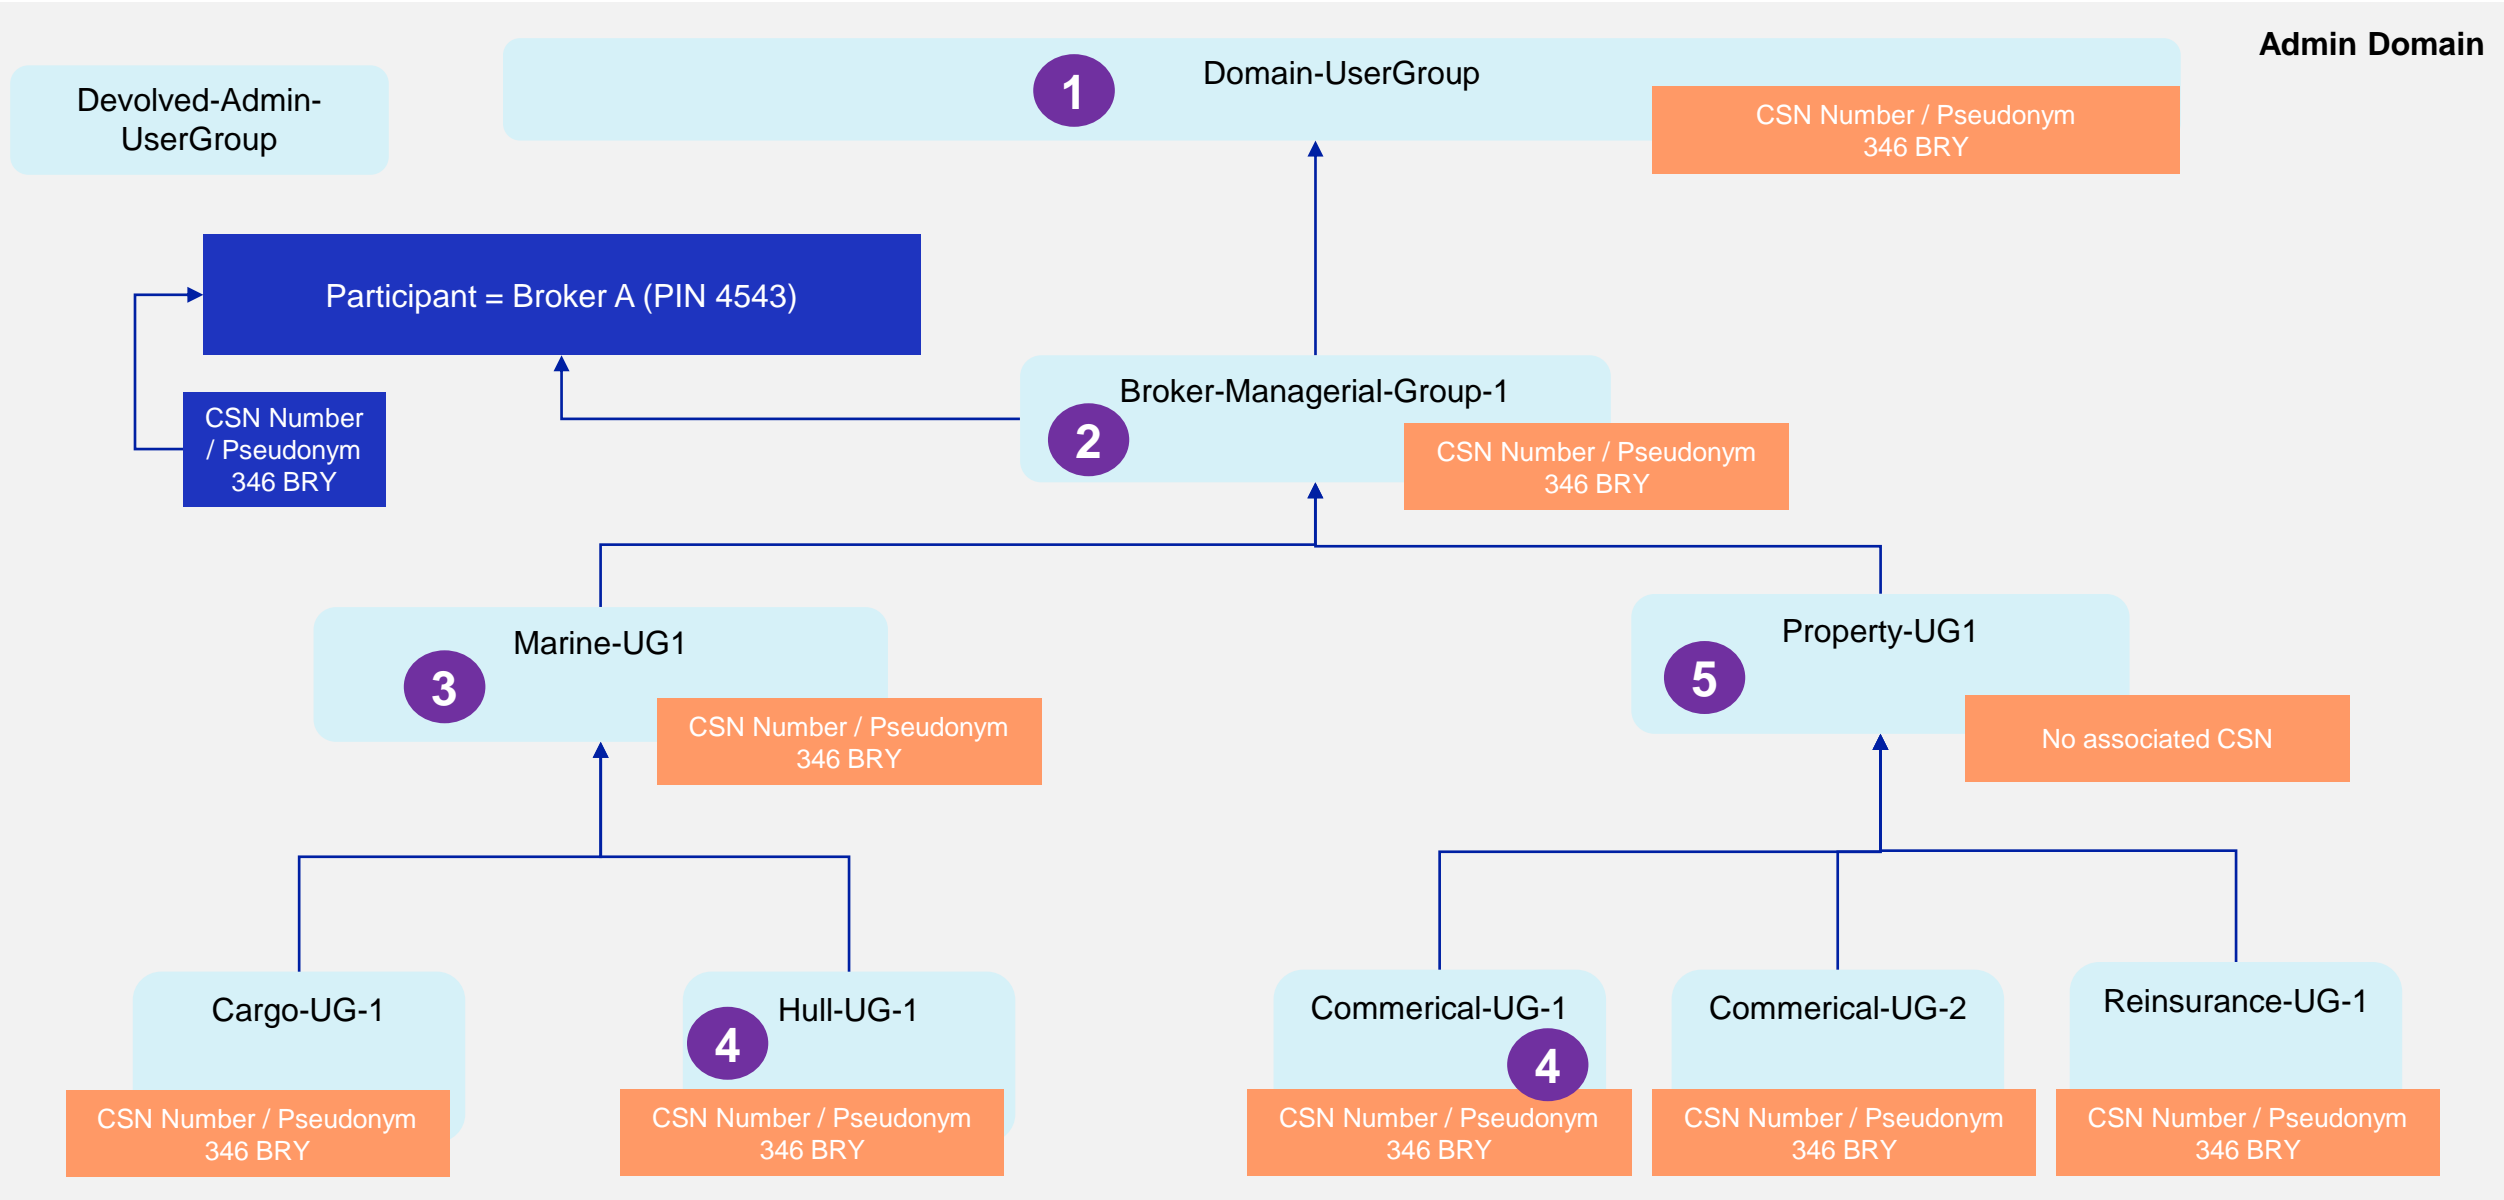 Admin Domain
Devolved-Admin-
UserGroup
1
Domain-UserGroup
CSN Number / Pseudonym
346 BRY
Participant = Broker A (PIN 4543)
CSN Number
/ Pseudonym
346 BRY
Broker-Managerial-Group-1
2
CSN Number / Pseudonym
346 BRY
Marine-UG1
3
CSN Number / Pseudonym
346 BRY
Property-UG1
5
No associated CSN
Cargo-UG-1
CSN Number / Pseudonym
346 BRY
Hull-UG-1
4
CSN Number / Pseudonym
346 BRY
Commerical-UG-1
4
CSN Number / Pseudonym
346 BRY
Commerical-UG-2
CSN Number / Pseudonym
346 BRY
Reinsurance-UG-1
CSN Number / Pseudonym
346 BRY